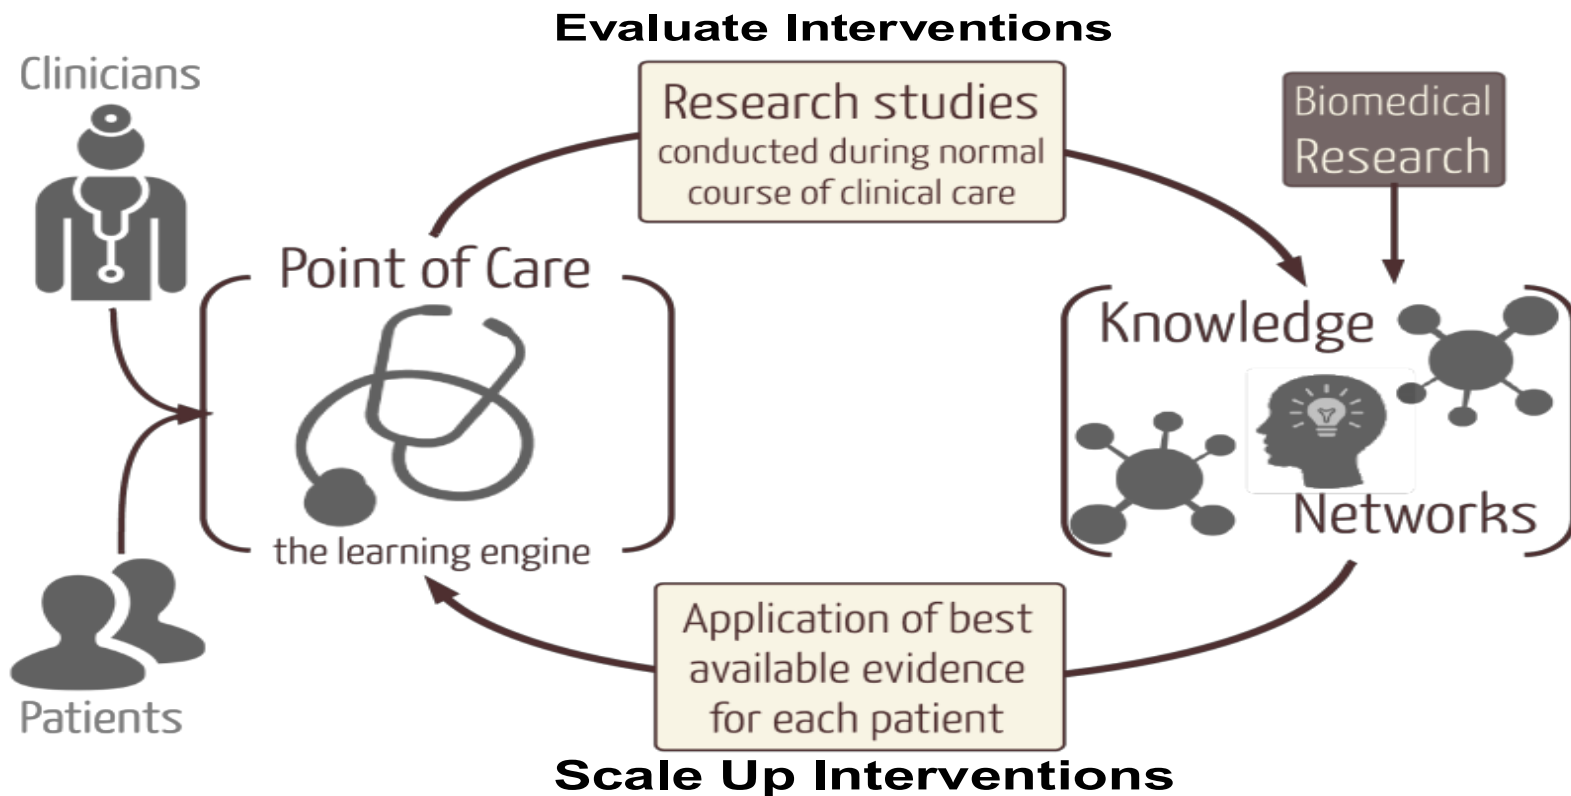 Evaluate Interventions
Clinicians
Research studies
conducted during normal
course of clinical care
Biomedical
Research
Point of Care
the learning engine
Knowledge
Networks
Patients
Application of best
available evidence
for each patient
Scale Up Interventions